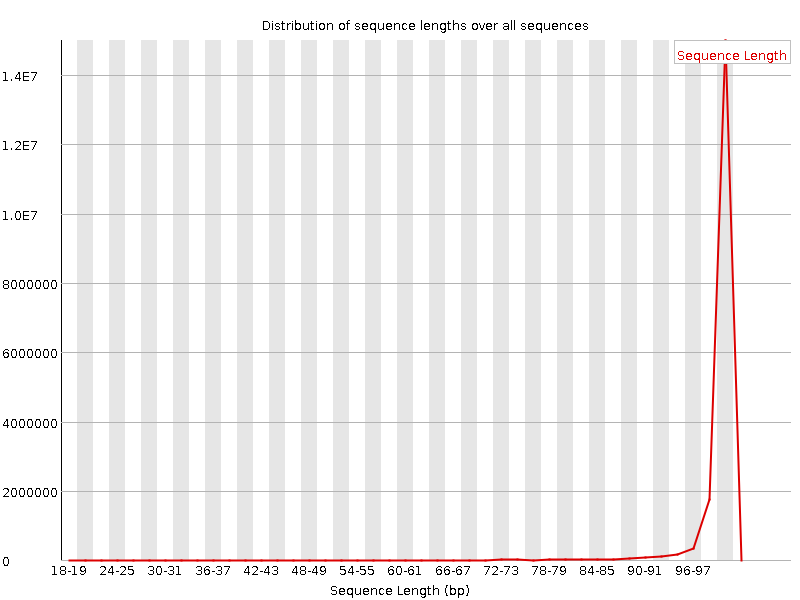 Distribution of sequence lengths over all sequences
Sequence Length
1.4E7
1.2E7
1.0E7
8000000
6000000
4000000
2000000
0
18-19 24-25 30-31 36-37 42-43 48-49 54-55 60-61 66-67 72-73 78-79 84-85 90-91 96-97
Sequence Length (bp)